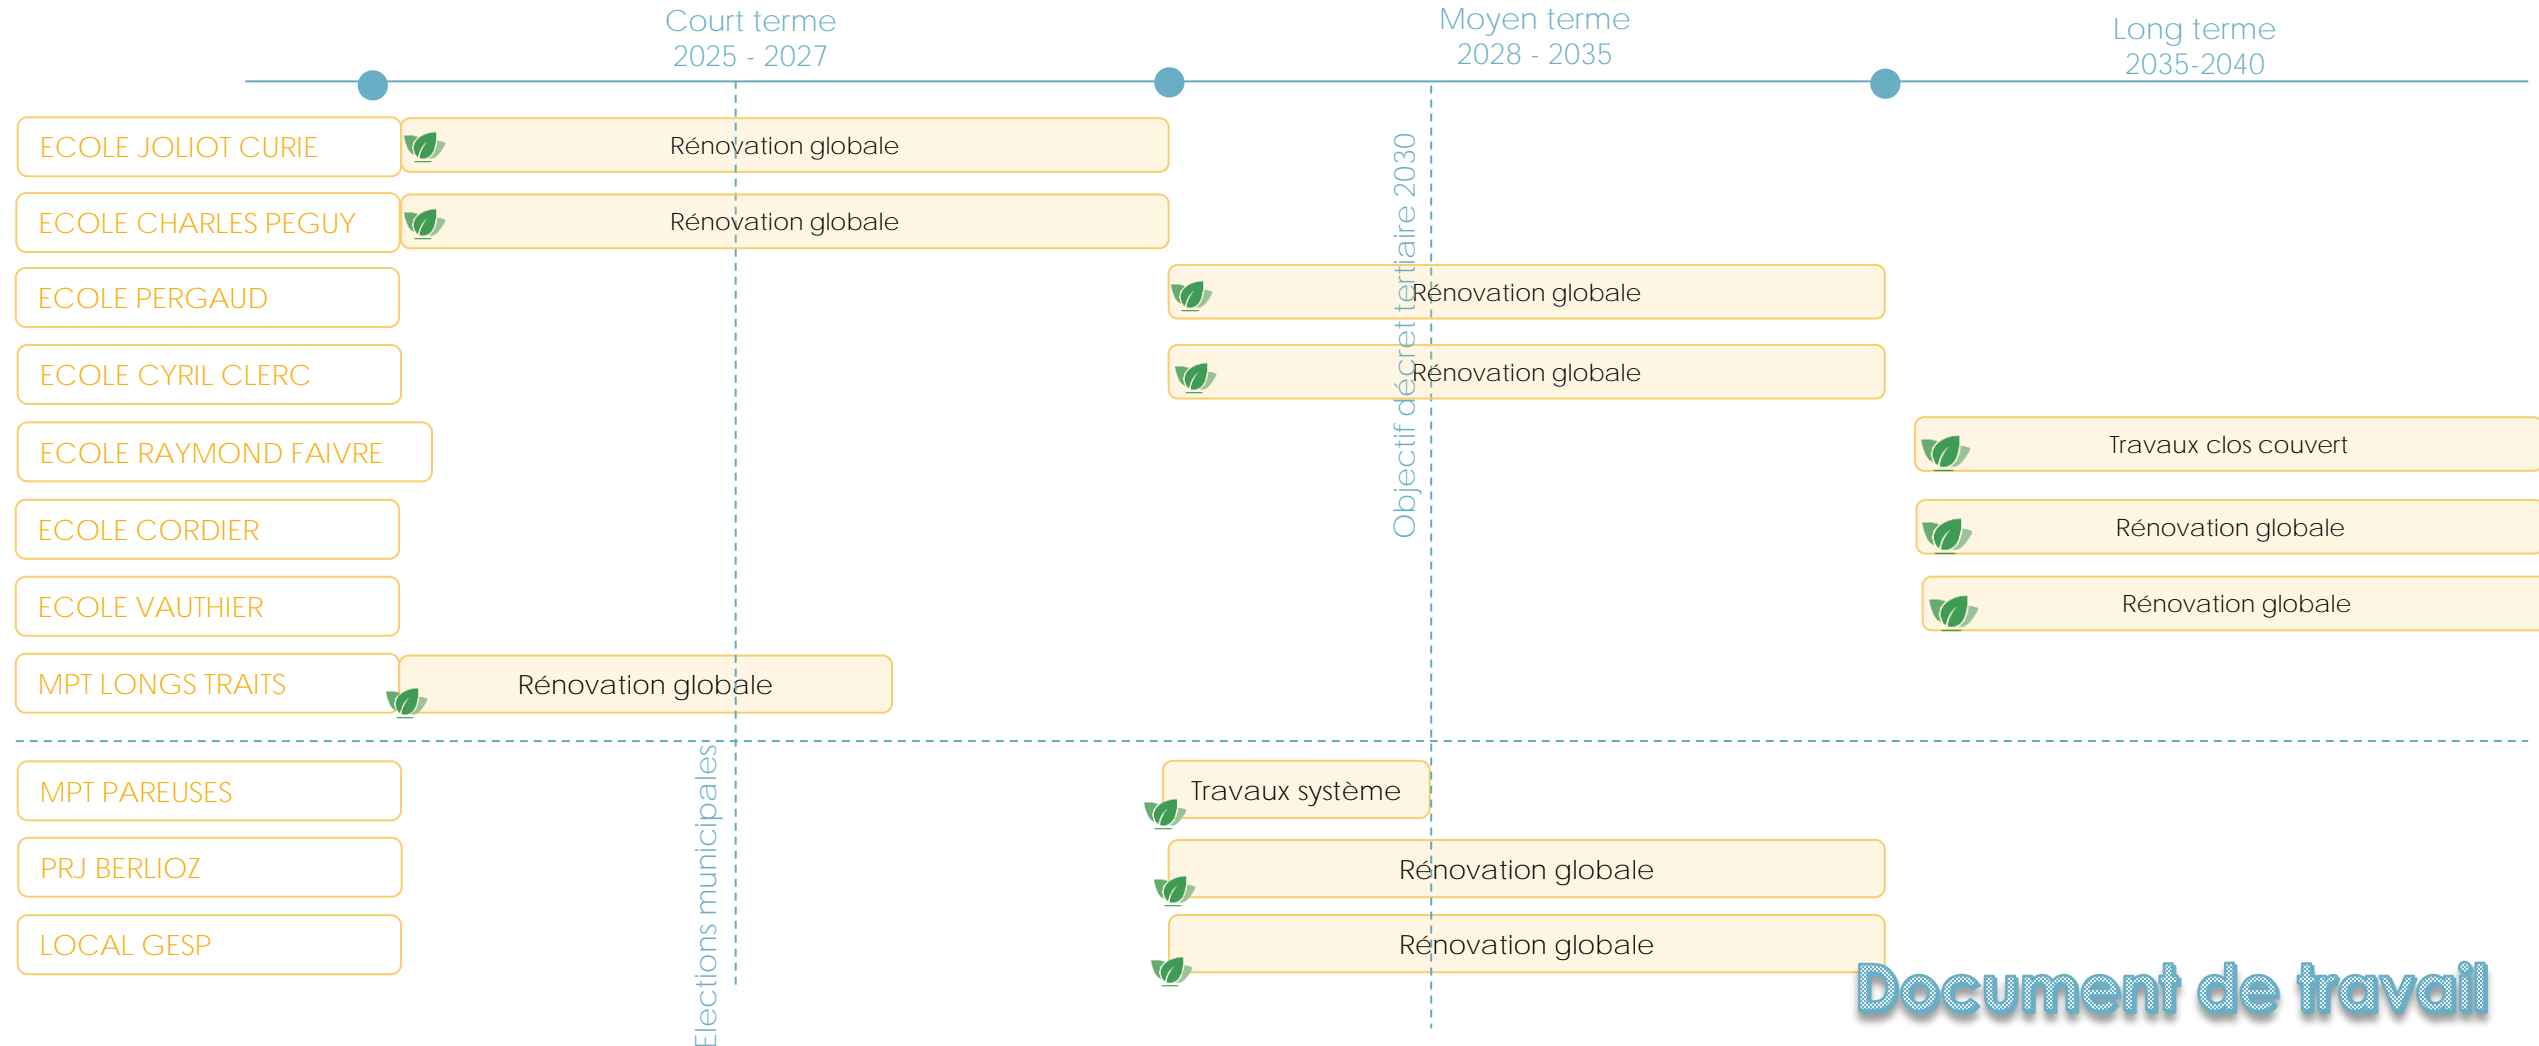 Court terme
2025 - 2027
Moyen terme
2028 - 2035
Long terme
2035-2040
ECOLE JOLIOT CURIE
Rénovation globale
ECOLE CHARLES PEGUY
Rénovation globale
ECOLE PERGAUD
Rénovation globale
ECOLE CYRIL CLERC
Rénovation globale
Objectif décret tertiaire 2030
ECOLE RAYMOND FAIVRE
Travaux clos couvert
ECOLE CORDIER
Rénovation globale
ECOLE VAUTHIER
Rénovation globale
MPT LONGS TRAITS
Rénovation globale
Elections municipales
MPT PAREUSES
Travaux système
PRJ BERLIOZ
Rénovation globale
LOCAL GESP
Rénovation globale
Document de travail